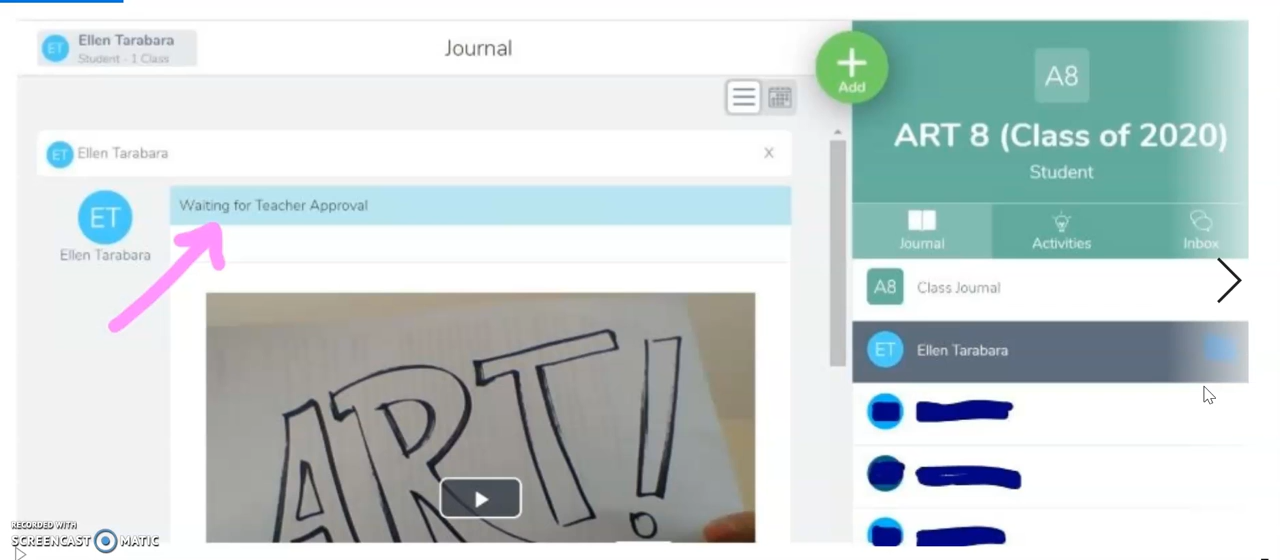 ET Ellen Tarabara
Student - 1 Class
Journal
Add
A8
ART 8 (Class of 2020)
Student
Journal
Activities
Inbox
ET Ellen Tarabara X
Waiting for Teacher Approval
ET
Ellen Tarabara
ART!
A8 Class Journal
ET Ellen Tarabara
RECORDED WITH
SCREENCAST MATIC